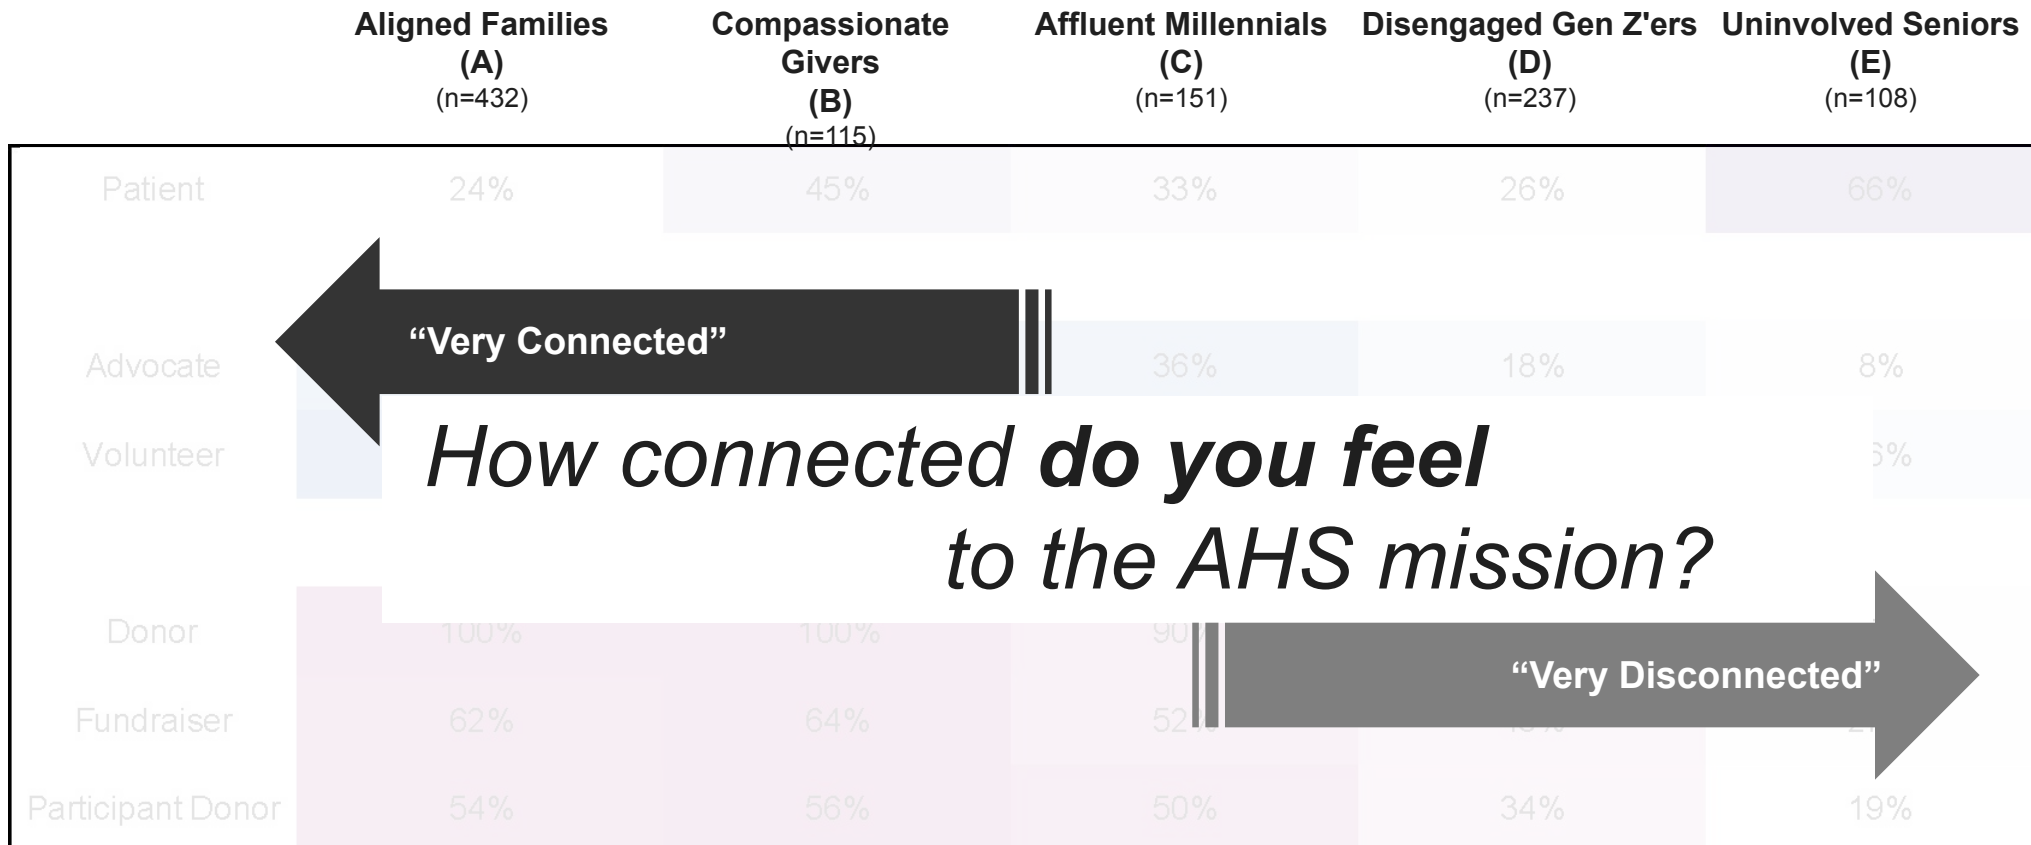 Aligned Families Compassionate Affluent Millennials Disengaged Gen Z'ers Uninvolved Seniors
(A) Givers (C) (D) (E)
(n=432) (B) (n=151) (n=237) (n=108)
(n=115)
Patient 24% 45% 33% 26% 66%
“Very Connected”
Advocate 36% 18% 8%
Volunteer
How connected do you feel
to the AHS mission?
Donor 100% 100%
“Very Disconnected”
Fundraiser 62% 64%
Participant Donor 54% 56% 50% 34% 19%